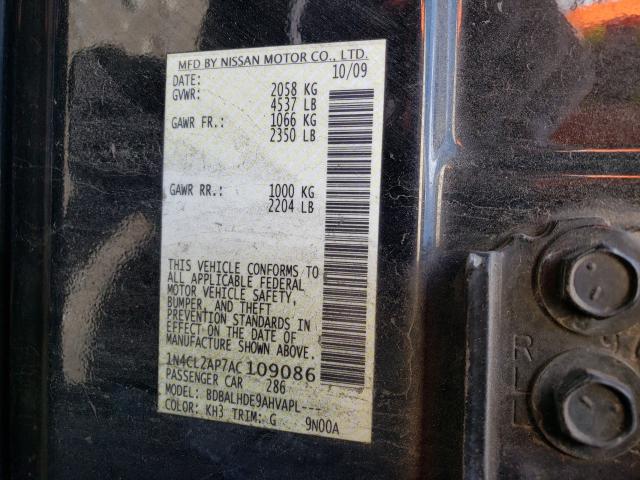 MFD BY NISSAN MOTOR CO., LTD.
DATE: 10/09
GVWR: 2058 KG
4537 LB
GAWR FR.: 1066 KG
2350 LB
GAWR RR.: 1000 KG
2204 LB
THIS VEHICLE CONFORMS TO
ALL APPLICABLE FEDERAL
MOTOR VEHICLE SAFETY,
BUMPER, AND THEFT
PREVENTION STANDARDS IN
EFFECT ON THE DATE OF
MANUFACTURE SHOWN ABOVE.
1N4CL2AP7AC109086
PASSENGER CAR 286
MODEL: BDBALHDE9AHVAPL---
COLOR: KH3 TRIM: G 9N00A
RLL